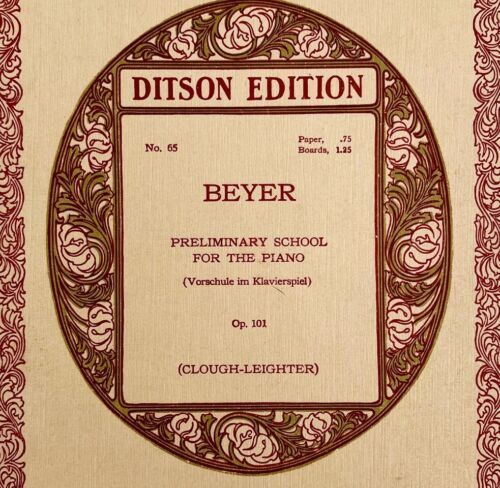 DITSON EDITION
No. 65
Paper, .75
Boards, 1.25
BEYER
PRELIMINARY SCHOOL
FOR THE PIANO
(Vorschule im Klavierspiel)
Op. 101
(CLOUGH-LEIGHTER)